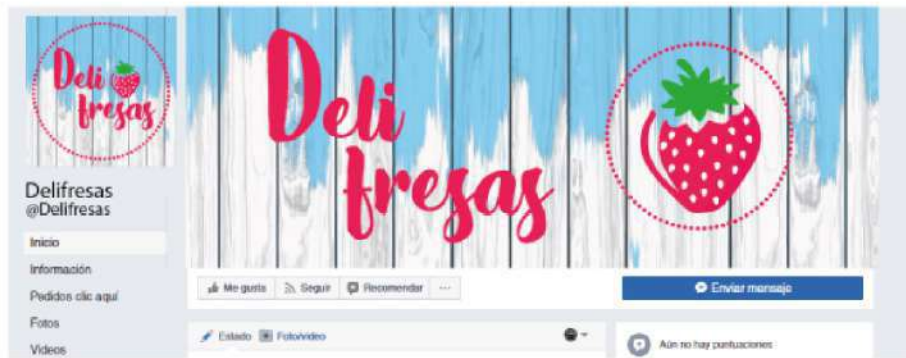 Deli
fresas
Delifresas
@Delifresas
Inicio
Información
Pedidos clic aquí
Fotos
Videos
Deli
fresas
Me gusta
Seguir
Recomendar
...
Enviar mensaje
Estado
Foto/video
Aún no hay puntuaciones